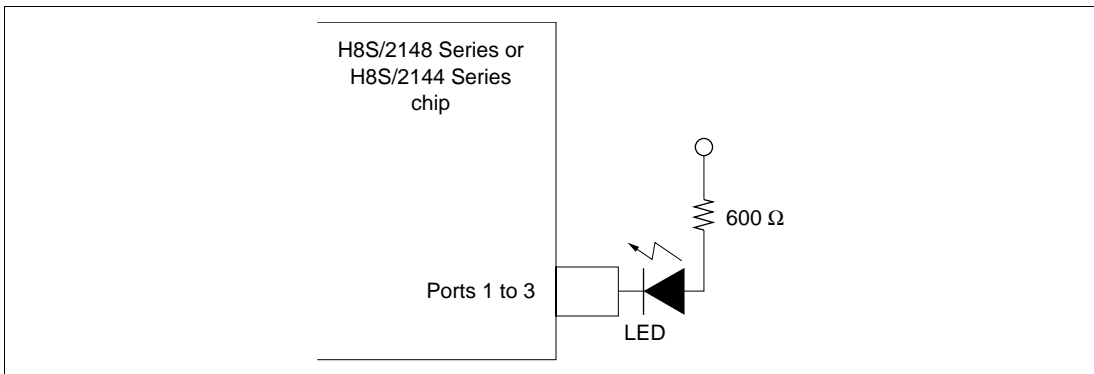 H8S/2148 Series or
H8S/2144 Series
chip
600 Ω
Ports 1 to 3
LED